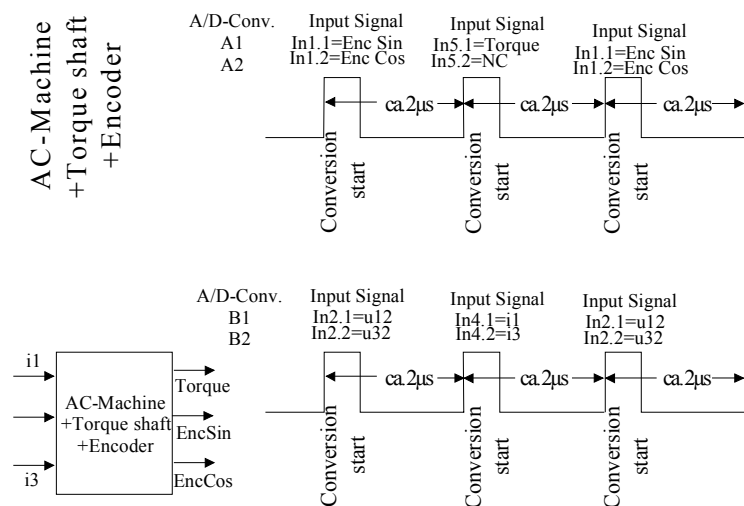 AC-Machine
+Torque shaft
+Encoder
A/D-Conv.
A1
A2
Input Signal
In1.1=Enc Sin
In1.2=Enc Cos
Input Signal
In5.1=Torque
In5.2=NC
Input Signal
In1.1=Enc Sin
In1.2=Enc Cos
ca.2µs
ca.2µs
ca.2µs
Conversion
start
Conversion
start
Conversion
start
A/D-Conv.
B1
B2
Input Signal
In2.1=u12
In2.2=u32
Input Signal
In4.1=i1
In4.2=i3
Input Signal
In2.1=u12
In2.2=u32
ca.2µs
ca.2µs
ca.2µs
Conversion
start
Conversion
start
Conversion
start
i1
i3
AC-Machine
+Torque shaft
+Encoder
Torque
EncSin
EncCos